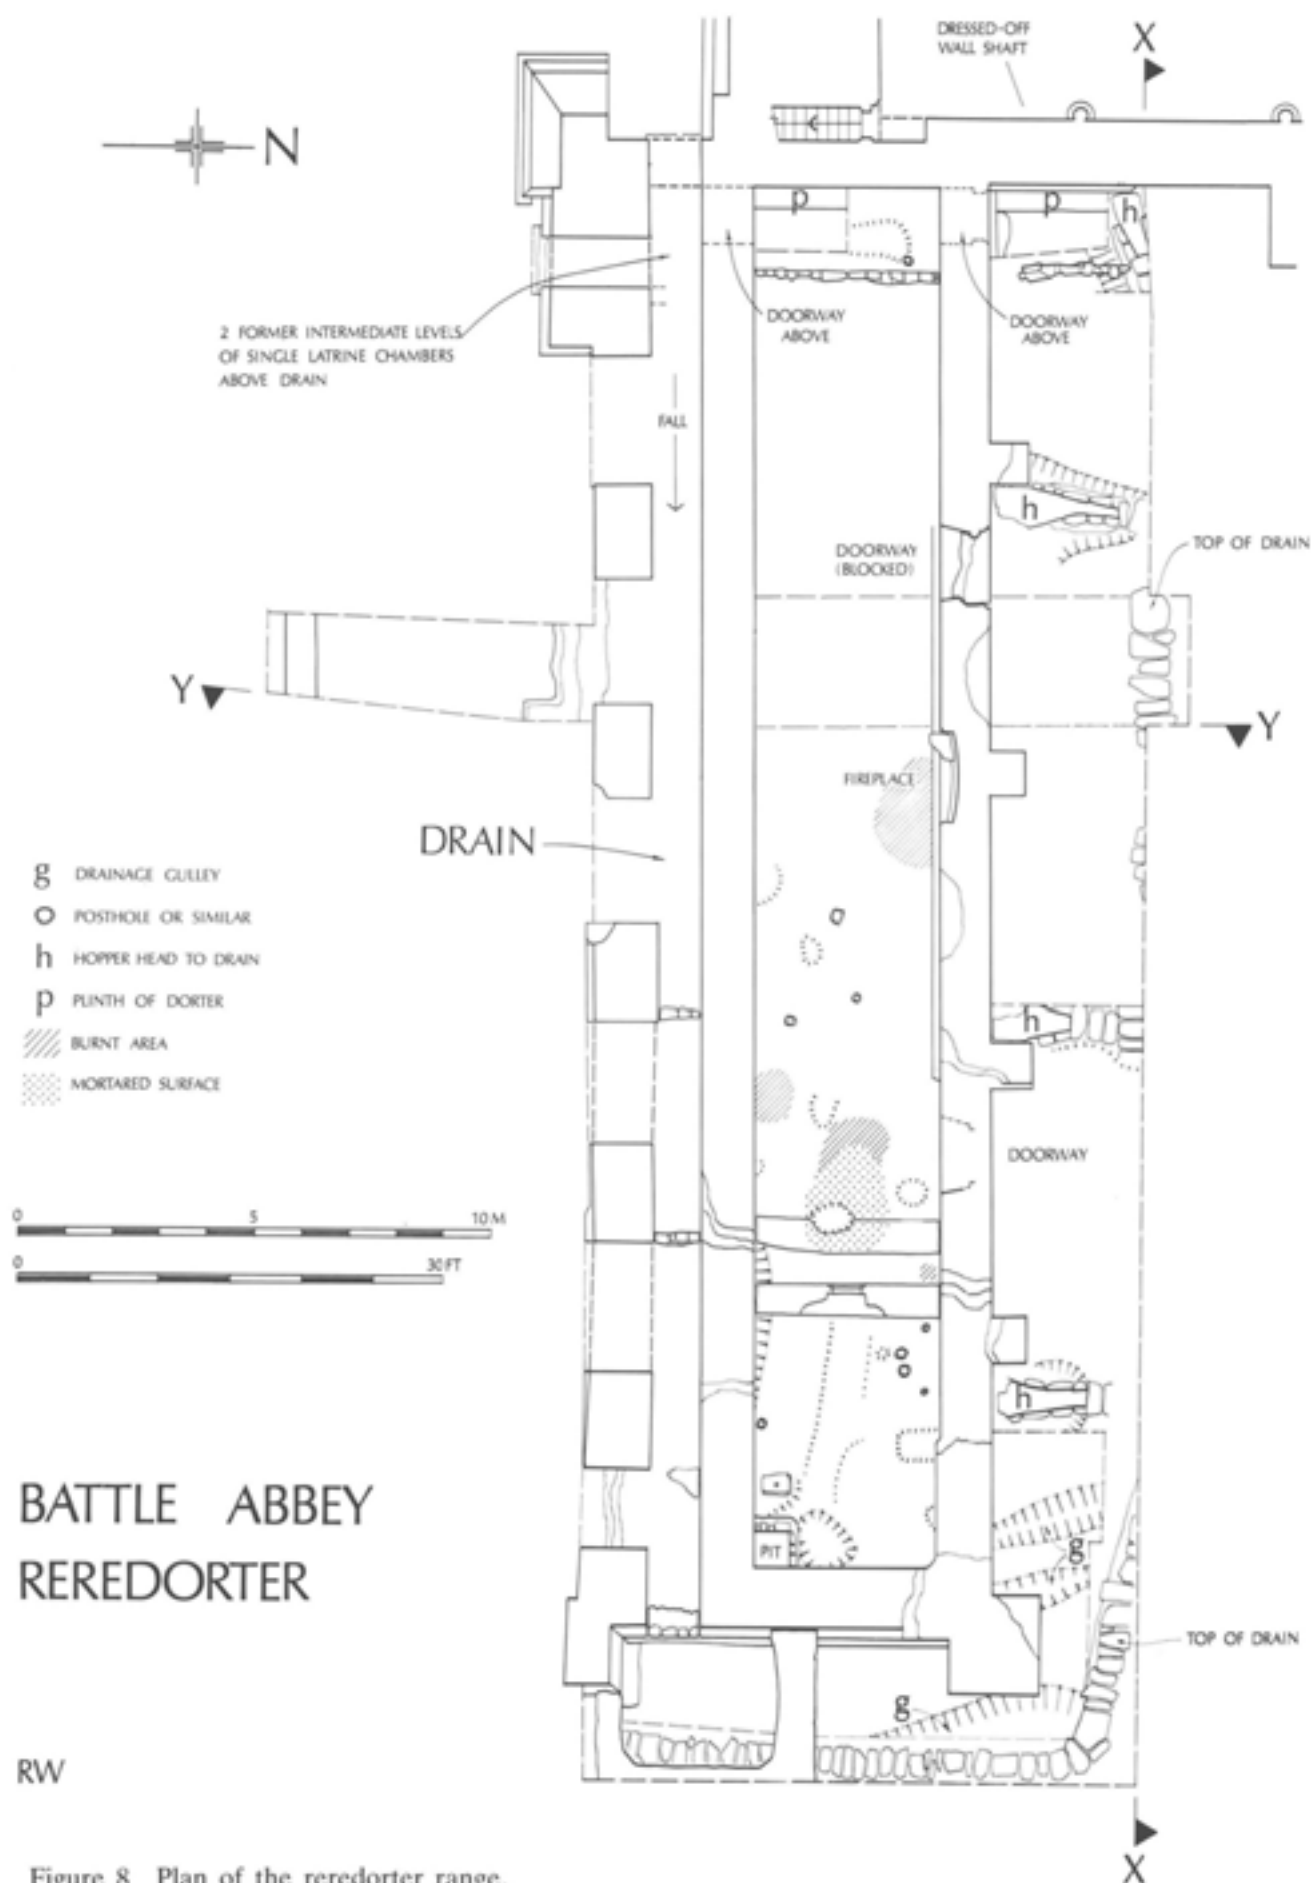 DRESSED-OFF
WALL SHAFT
X
N
p
p
h
2 FORMER INTERMEDIATE LEVELS
OF SINGLE LATRINE CHAMBERS
ABOVE DRAIN
DOORWAY
ABOVE
DOORWAY
ABOVE
FALL
h
DOORWAY
(BLOCKED)
TOP OF DRAIN
Y
Y
FIREPLACE
DRAIN
g DRAINAGE GULLEY
POSTHOLE OR SIMILAR
h HOPPER HEAD TO DRAIN
p PLINTH OF DORTER
BURNT AREA
MORTARED SURFACE
h
DOORWAY
0 5 10 M
0 30 FT
h
BATTLE ABBEY
REREDORTER
g
PIT
TOP OF DRAIN
g
RW
X
Figure 8 Plan of the reredorter range.